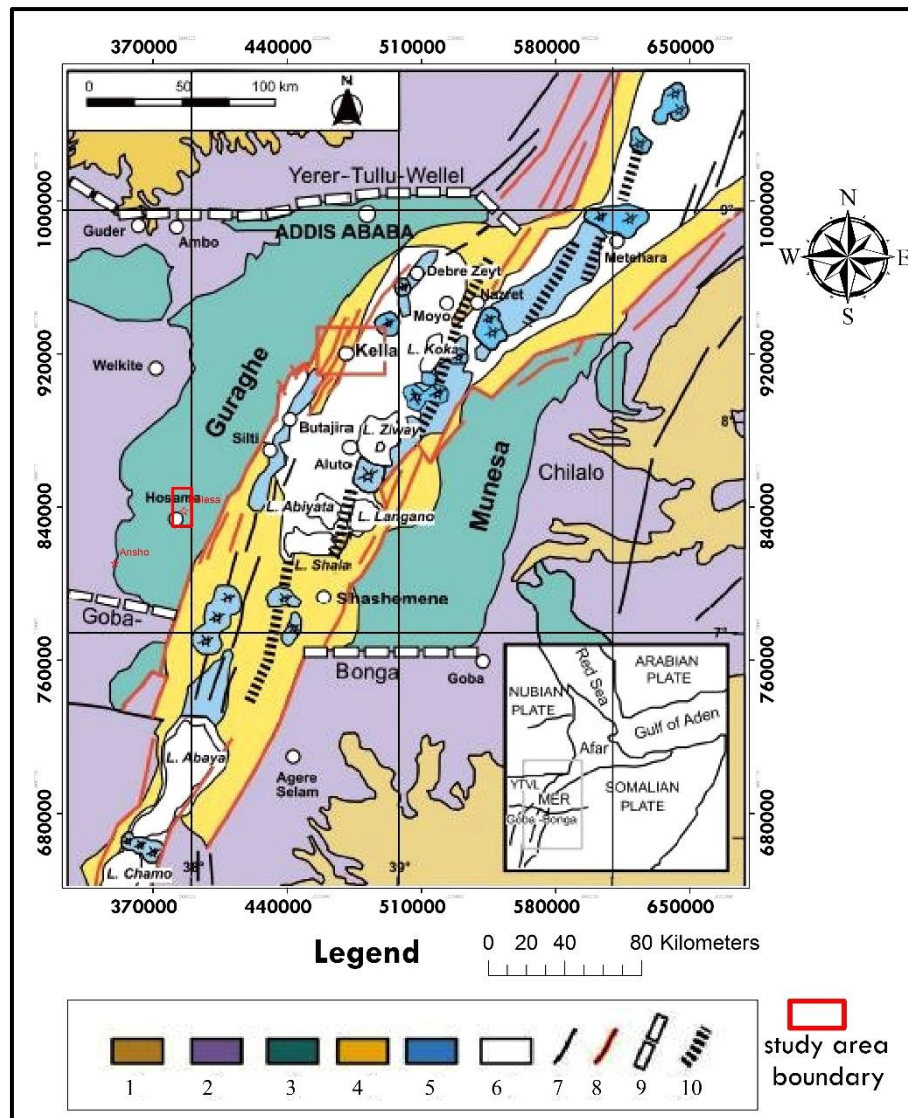 370000 440000 510000 580000 650000
0 50 100 km
N
Yerer-Tullu-Wellel
1000000
1000000
9°
Guder
Ambo
ADDIS ABABA
Metehara
Debre Zeyt
Nazret
Moyo
L. Koka
Kella
920000
920000
Welkite
Guraghe
Butajira
L. Ziway
D
8°
Silti
Aluto
Munesa
Chilalo
Hosama
840000
840000
L. Abiyata
L. Langano
Ansho
L. Shala
Shashemene
Goba-
7°
Bonga
Goba
760000
760000
Red Sea
ARABIAN
PLATE
NUBIAN
PLATE
Gulf of Aden
Afar
YTVL
MER
SOMALIAN
PLATE
Goba-Bonga
L. Abaya
Agere
Selam
680000
680000
L. Chamo
38°
39°
370000 440000 510000 580000 650000
N
W E
S
Legend
0 20 40 80 Kilometers
1 2 3 4 5 6 7 8 9 10
study area
boundary